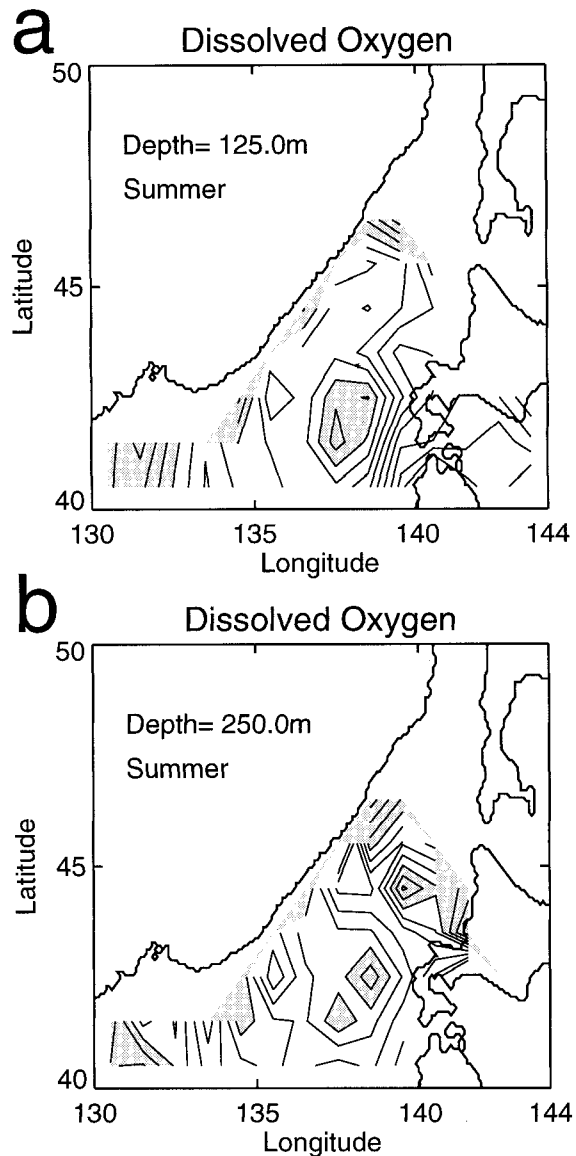 a
Dissolved Oxygen
50
Depth= 125.0m
Summer
45
Latitude
40
130
135
140
144
Longitude
b
Dissolved Oxygen
50
Depth= 250.0m
Summer
45
Latitude
40
130
135
140
144
Longitude